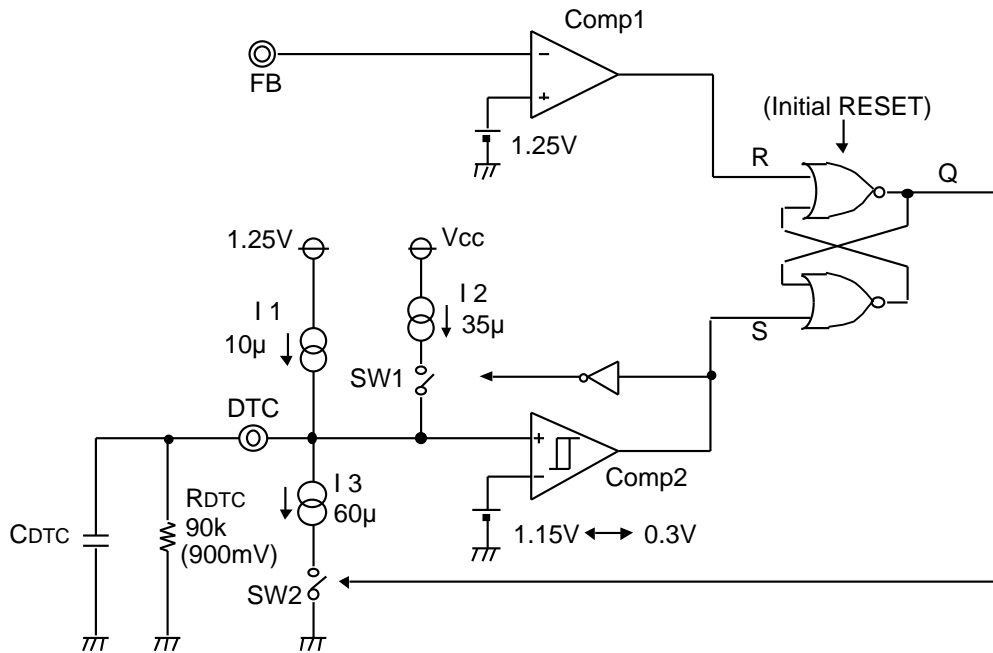 Comp1
FB
−
+
1.25V
(Initial RESET)
R
Q
1.25V
Vcc
I 1
10µ
I 2
35µ
SW1
S
DTC
+
−
Comp2
I 3
60µ
RDTC
90k
(900mV)
CDTC
1.15V ↔ 0.3V
SW2